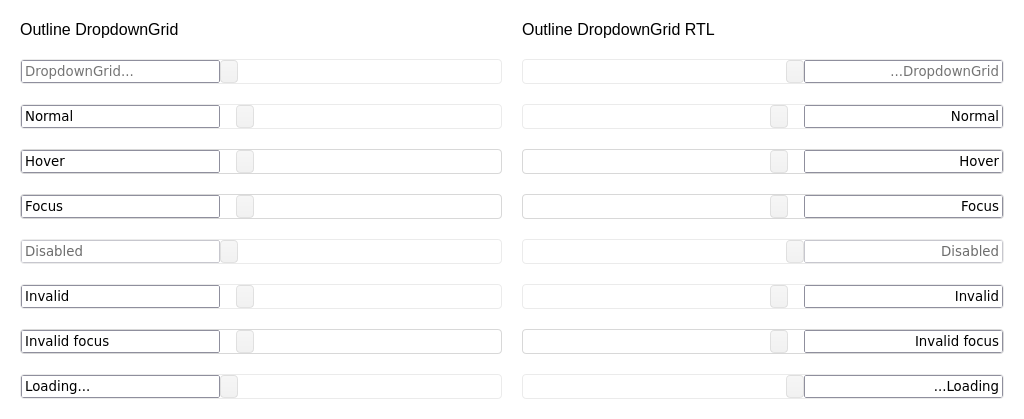 Outline DropdownGrid
DropdownGrid...
Normal
Hover
Focus
Disabled
Invalid
Invalid focus
Loading...
Outline DropdownGrid RTL
...DropdownGrid
Normal
Hover
Focus
Disabled
Invalid
Invalid focus
...Loading